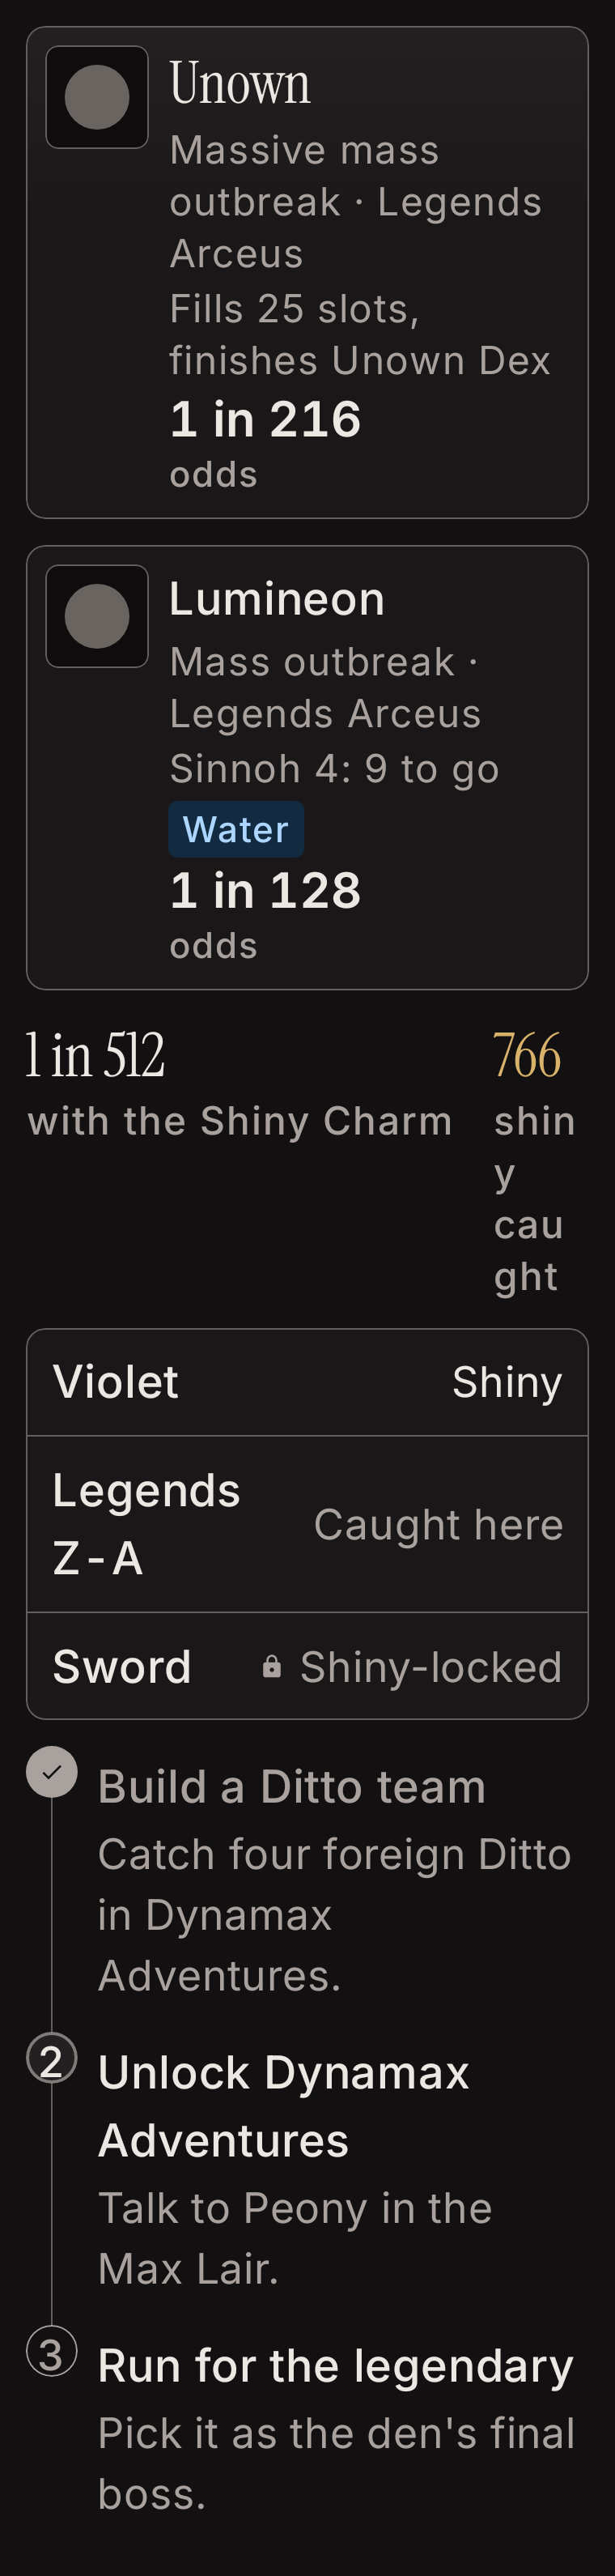 Unown
Massive mass
outbreak · Legends
Arceus
Fills 25 slots,
finishes Unown Dex
1 in 216
odds
Lumineon
Mass outbreak ·
Legends Arceus
Sinnoh 4: 9 to go
Water
1 in 128
odds
1 in 512
with the Shiny Charm
766
shin
y
cau
ght
Violet
Shiny
Legends
Z-A
Caught here
Sword
Shiny-locked
Build a Ditto team
Catch four foreign Ditto
in Dynamax
Adventures.
2
Unlock Dynamax
Adventures
Talk to Peony in the
Max Lair.
3
Run for the legendary
Pick it as the den's final
boss.